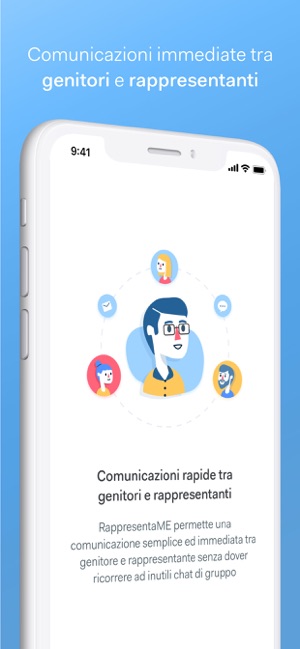 Comunicazioni immediate tra
genitori e rappresentanti
9:41
Comunicazioni rapide tra
genitori e rappresentanti
RappresentaME permette una
comunicazione semplice ed immediata tra
genitore e rappresentante senza dover
ricorrere ad inutili chat di gruppo